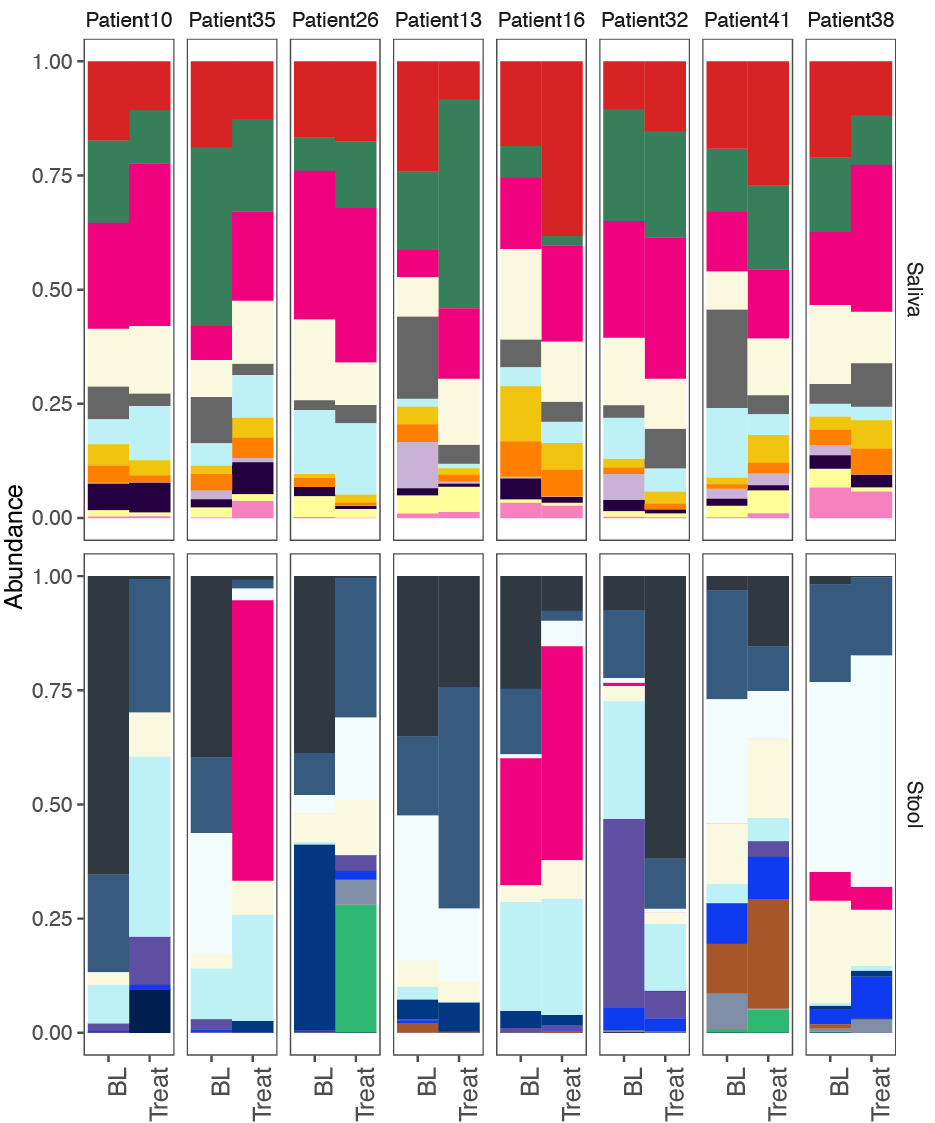 Patient10 Patient35 Patient26 Patient13 Patient16 Patient32 Patient41 Patient38
1.00
0.75
0.50
0.25
0.00
Saliva
Abundance
1.00
0.75
0.50
0.25
0.00
Stool
BL Treat BL Treat BL Treat BL Treat BL Treat BL Treat BL Treat BL Treat